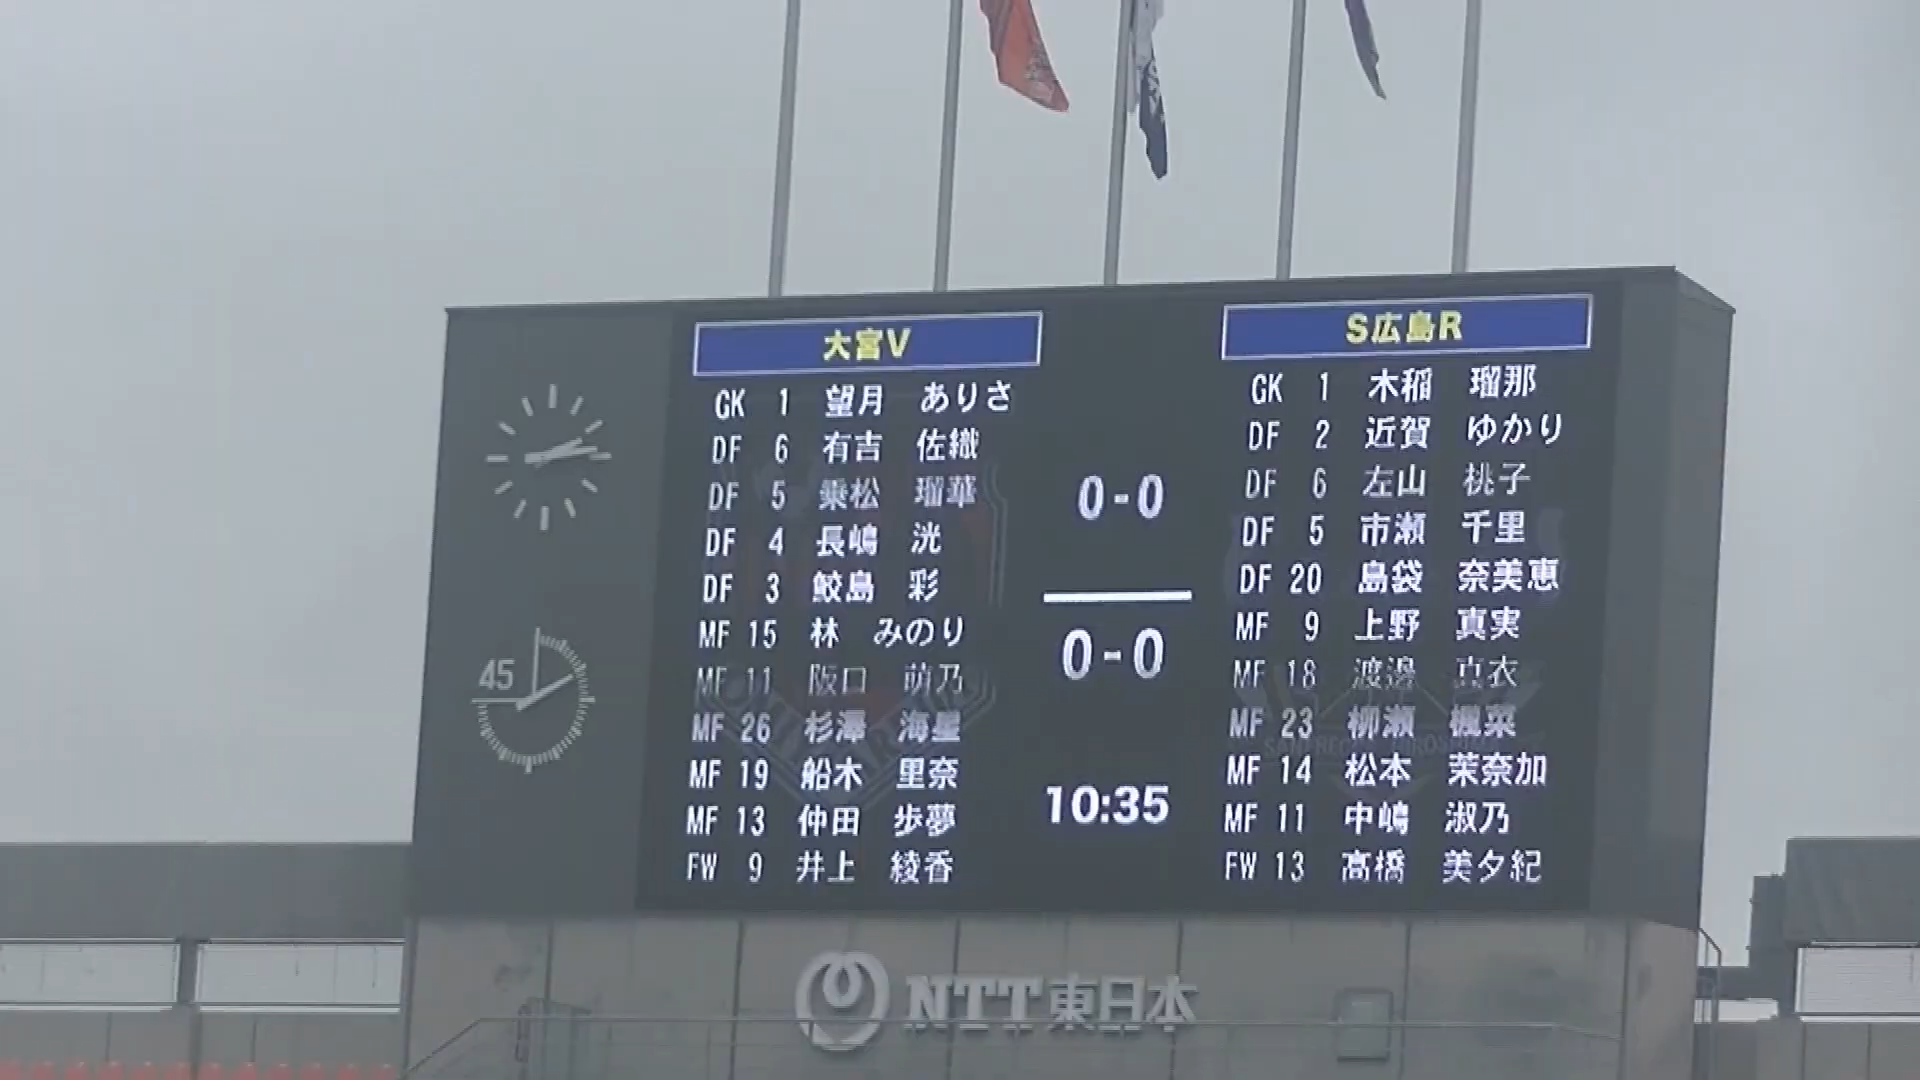 大宮V
GK 1 望月 ありさ
DF 6 有吉 佐織
DF 5 乗松 瑠華
DF 4 長嶋 洸
DF 3 鮫島 彩
MF 15 林 みのり
MF 11 阪口 萌乃
MF 26 杉澤 海星
MF 19 船木 里奈
MF 13 仲田 歩夢
FW 9 井上 綾香
0-0
0-0
10:35
S広島R
GK 1 木稲 瑠那
DF 2 近賀 ゆかり
DF 6 左山 桃子
DF 5 市瀬 千里
DF 20 島袋 奈美恵
MF 9 上野 真実
MF 18 渡邊 真衣
MF 23 柳瀬 楓菜
MF 14 松本 茉奈加
MF 11 中嶋 淑乃
FW 13 髙橋 美夕紀
45
NTT東日本